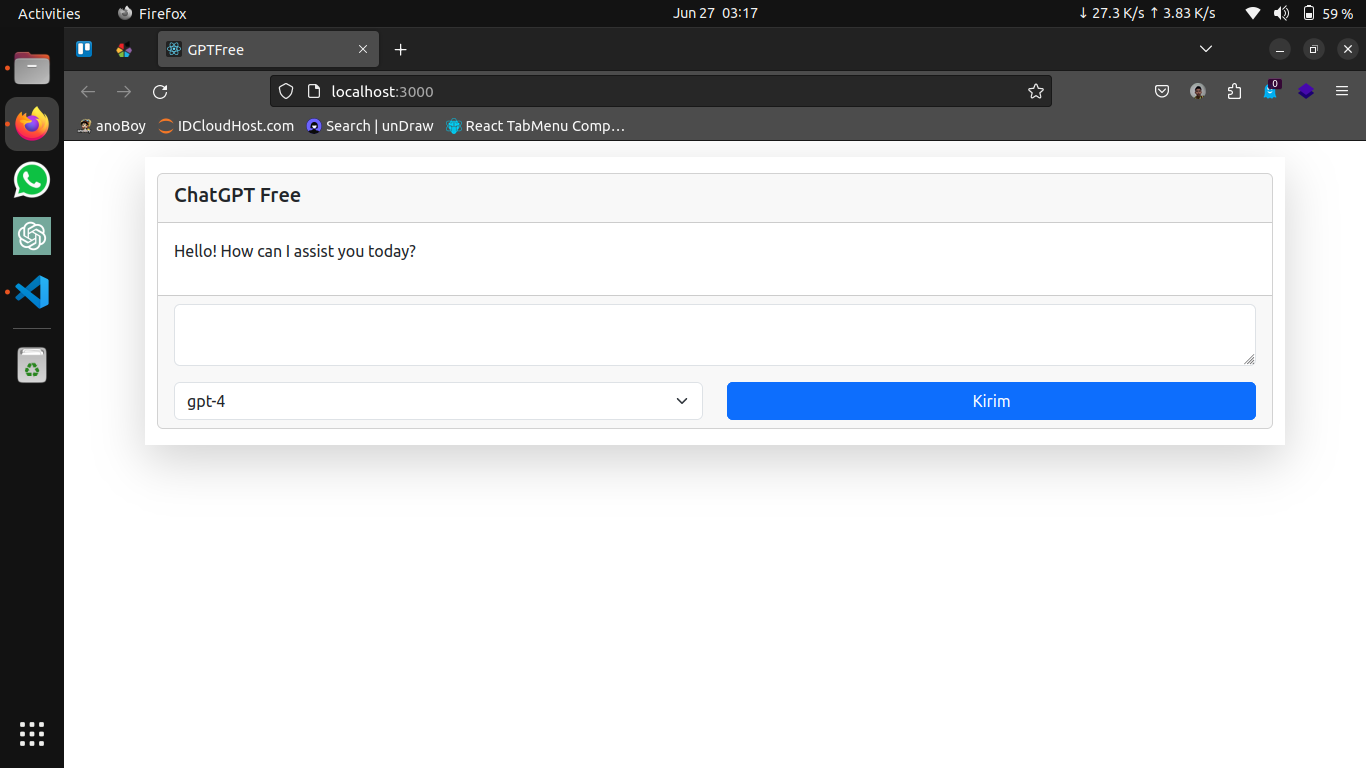 Activities Firefox Jun 27 03:17 ↓ 27.3 K/s ↑ 3.83 K/s 59 %
GPTFree
localhost:3000 0
anoBoy IDCloudHost.com Search | unDraw React TabMenu Comp…
ChatGPT Free
Hello! How can I assist you today?
gpt-4 Kirim